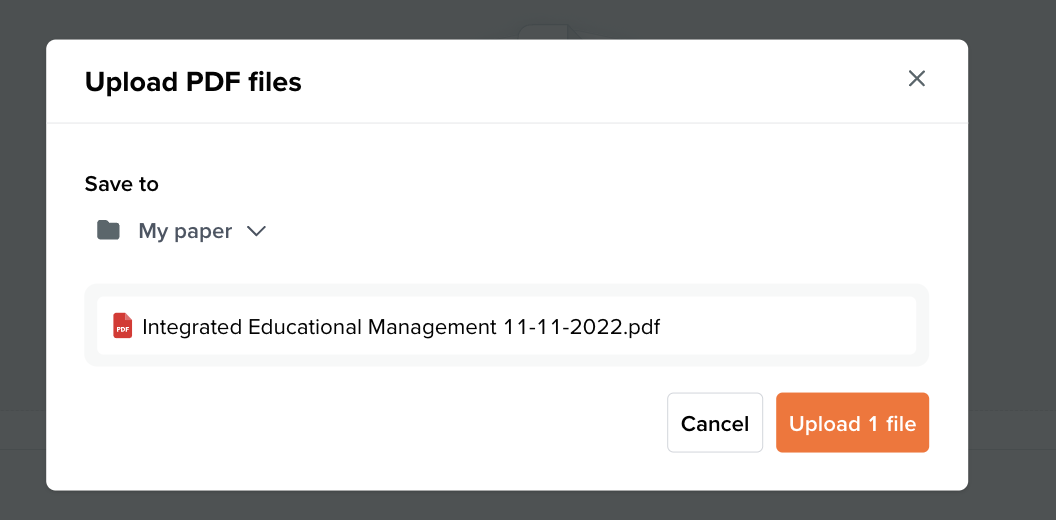 Upload PDF files
Save to
My paper
PDF
Integrated Educational Management 11-11-2022.pdf
Cancel
Upload 1 file